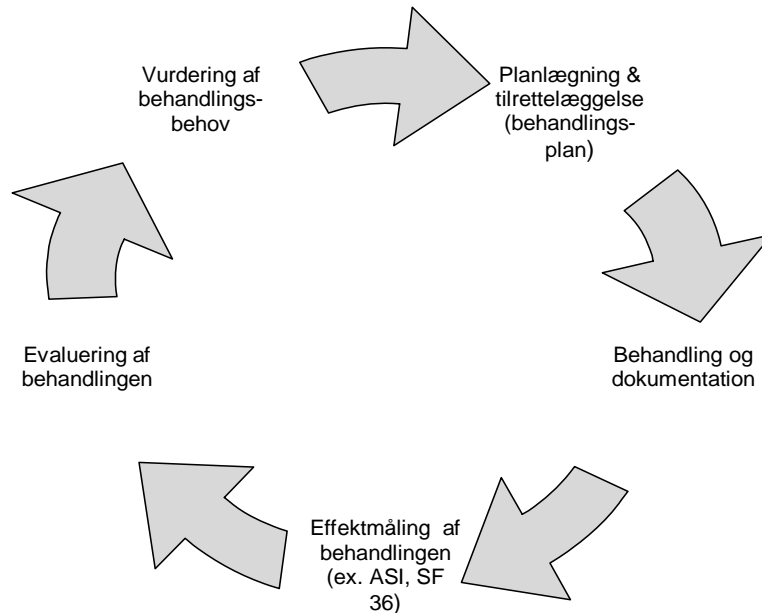 Vurdering af
behandlings-
behov
Planlægning &
tilrettelæggelse
(behandlings-
plan)
Behandling og
dokumentation
Effektmåling af
behandlingen
(ex. ASI, SF
36)
Evaluering af
behandlingen